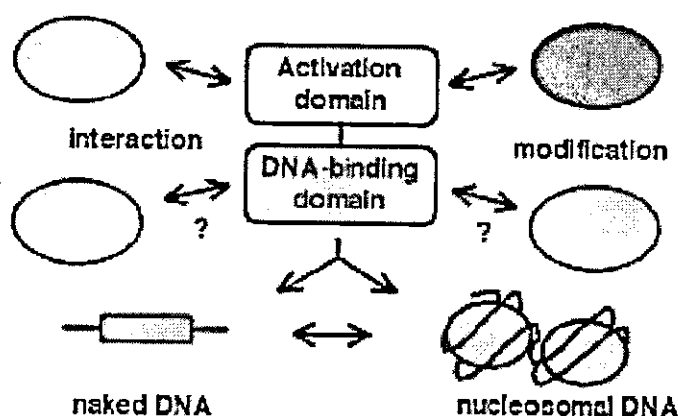 Activation
domain
interaction
modification
DNA-binding
domain
?
?
naked DNA
nucleosomal DNA